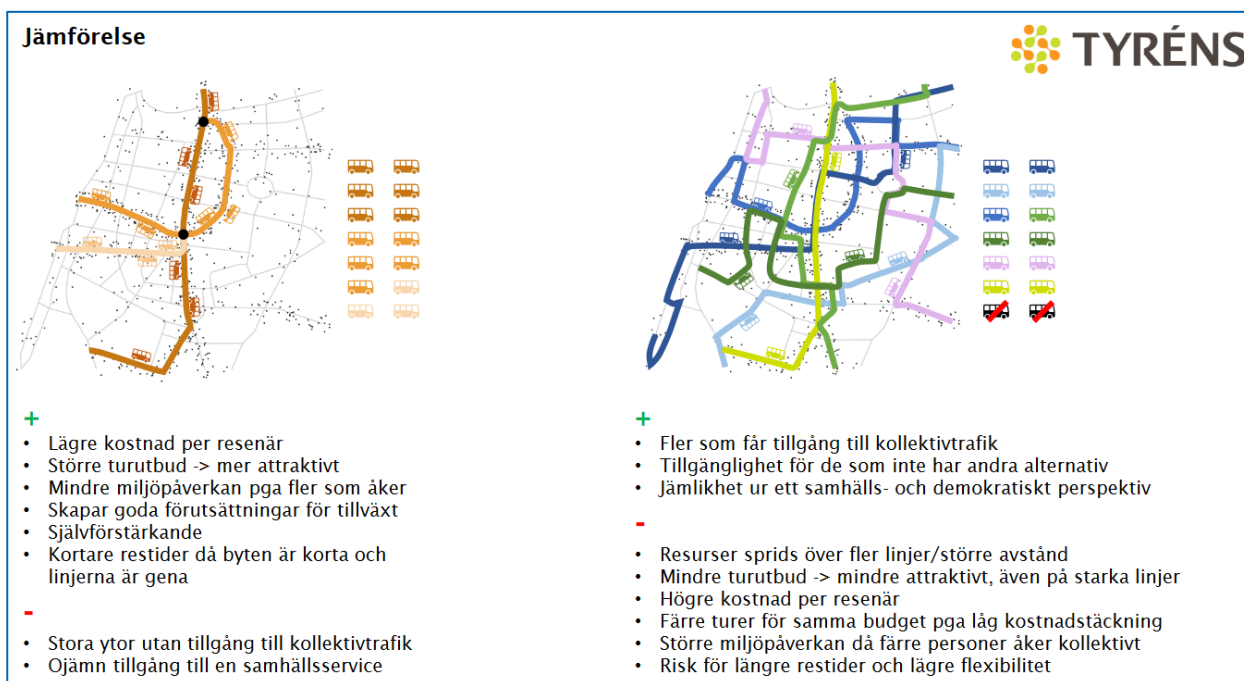 Jämförelse
TYRÉNS
+
• Lägre kostnad per resenär
• Större turutbud -> mer attraktivt
• Mindre miljöpåverkan pga fler som åker
• Skapar goda förutsättningar för tillväxt
• Självförstärkande
• Kortare restider då byten är korta och
linjerna är gena
-
• Stora ytor utan tillgång till kollektivtrafik
• Ojämn tillgång till en samhällsservice
+
• Fler som får tillgång till kollektivtrafik
• Tillgänglighet för de som inte har andra alternativ
• Jämlikhet ur ett samhälls- och demokratiskt perspektiv
-
• Resurser sprids över fler linjer/större avstånd
• Mindre turutbud -> mindre attraktivt, även på starka linjer
• Högre kostnad per resenär
• Färre turer för samma budget pga låg kostnadstäckning
• Större miljöpåverkan då färre personer åker kollektivt
• Risk för längre restider och lägre flexibilitet